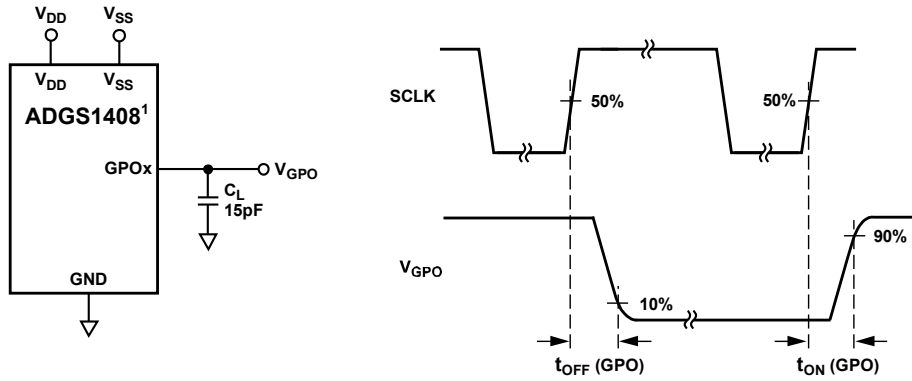 VDD
VSS
VDD
VSS
ADGS1408¹
GPOx
VGPO
CL
15pF
GND
SCLK
50%
50%
VGPO
10%
90%
tOFF (GPO)
tON (GPO)